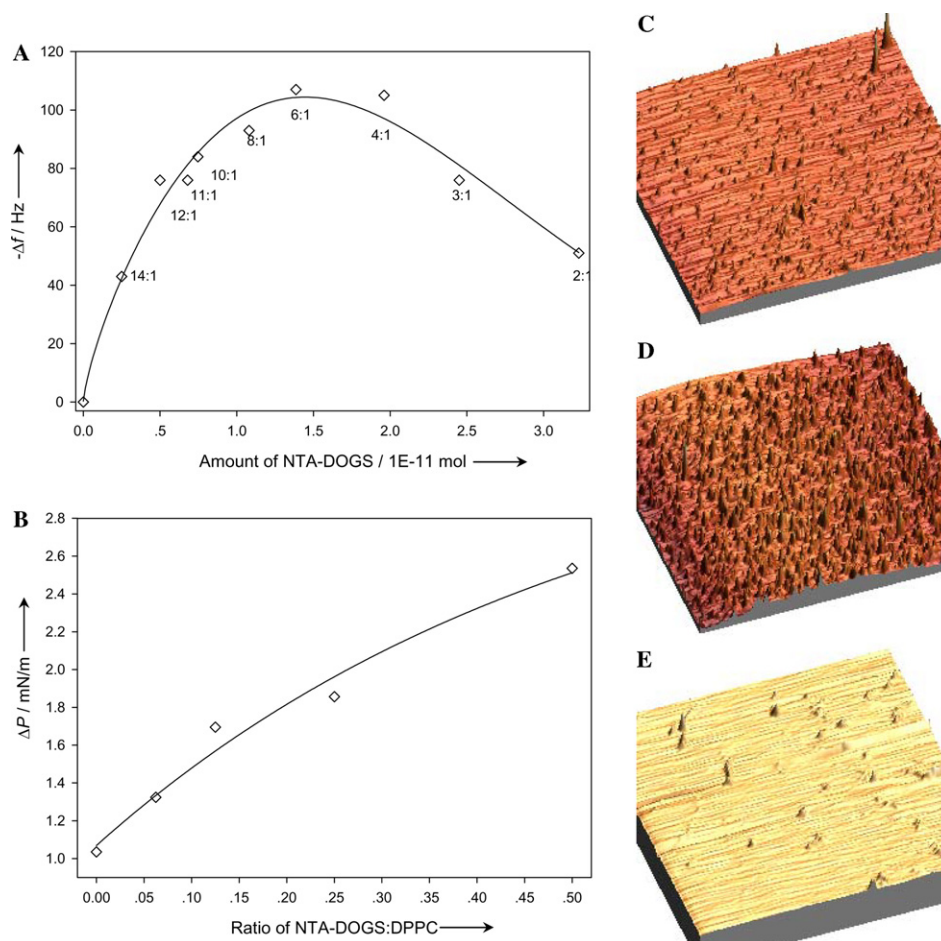 A
120
100
80
60
40
20
0
-Δf / Hz
6:1
4:1
8:1
10:1
11:1
3:1
12:1
14:1
2:1
0.0 .5 1.0 1.5 2.0 2.5 3.0
Amount of NTA-DOGS / 1E-11 mol
B
2.8
2.6
2.4
2.2
2.0
1.8
1.6
1.4
1.2
1.0
ΔP / mN/m
0.00 .05 .10 .15 .20 .25 .30 .35 .40 .45 .50
Ratio of NTA-DOGS:DPPC
C
D
E